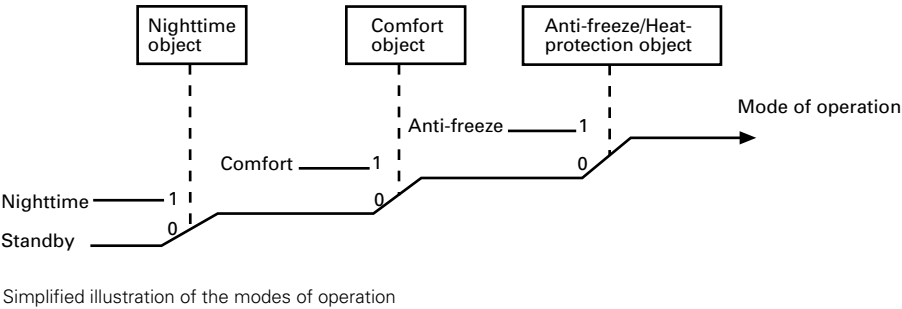 Nighttime
object
Comfort
object
Anti-freeze/Heat-
protection object
Mode of operation
Anti-freeze 1
0
Comfort 1
0
Nighttime 1
0
Standby
Simplified illustration of the modes of operation